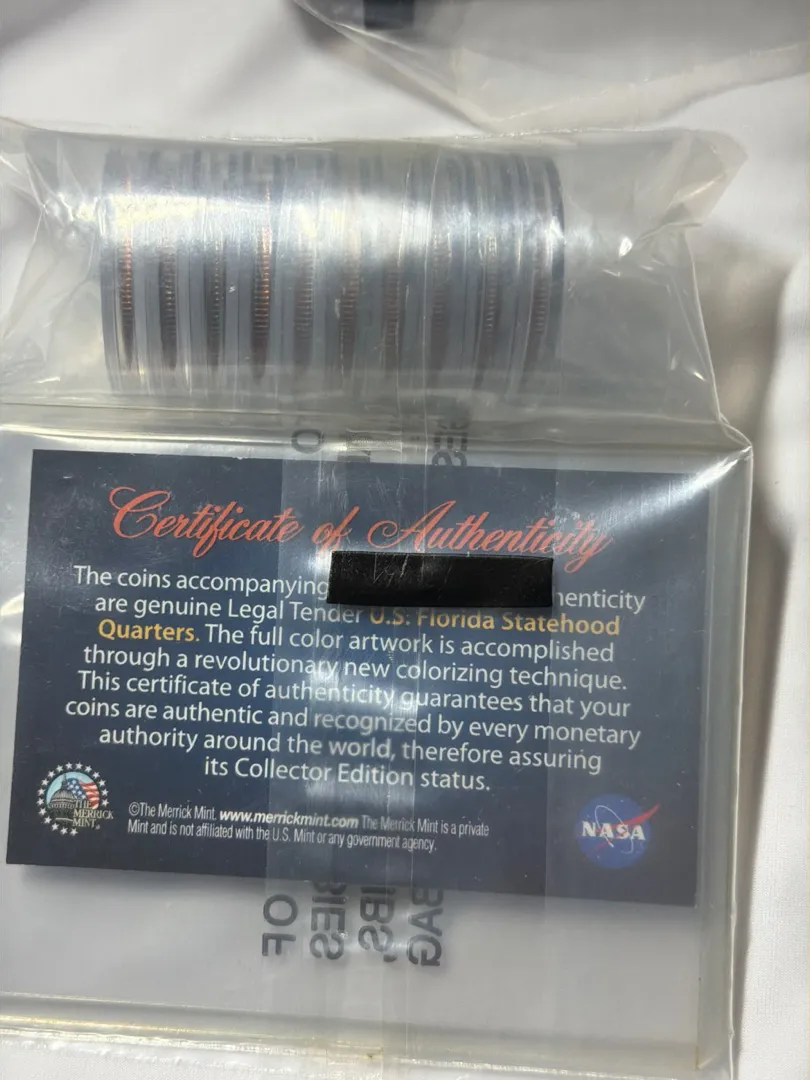 Certificate of Authenticity
The coins accompanying
are genuine Legal Tender U.S. Florida Statehood
Quarters. The full color artwork is accomplished
through a revolutionary new colorizing technique.
This certificate of authenticity guarantees that your
coins are authentic and recognized by every monetary
authority around the world, therefore assuring
its Collector Edition status.
THE
MERRICK
MINT
©The Merrick Mint. www.merrickmint.com The Merrick Mint is a private
Mint and is not affiliated with the U.S. Mint or any government agency.
NASA
OF
BAG